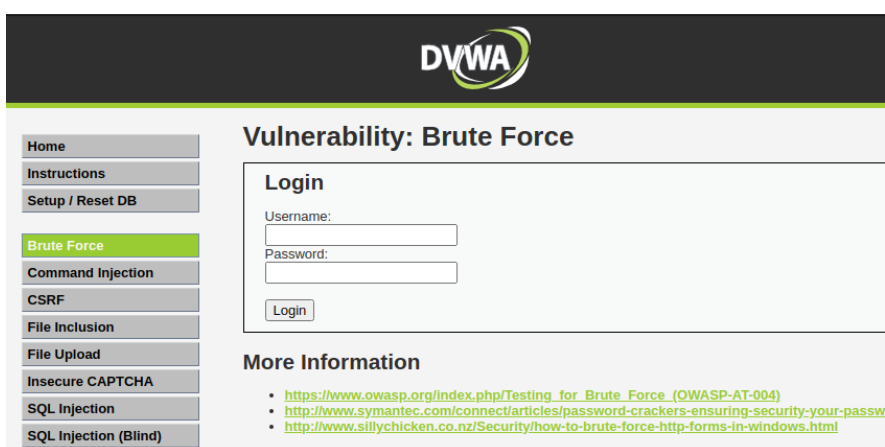 DVWA
Home
Instructions
Setup / Reset DB
Brute Force
Command Injection
CSRF
File Inclusion
File Upload
Insecure CAPTCHA
SQL Injection
SQL Injection (Blind)
Vulnerability: Brute Force
Login
Username:
Password:
Login
More Information
https://www.owasp.org/index.php/Testing_for_Brute_Force_(OWASP-AT-004)
http://www.symantec.com/connect/articles/password-crackers-ensuring-security-your-passw
http://www.sillychicken.co.nz/Security/how-to-brute-force-http-forms-in-windows.html